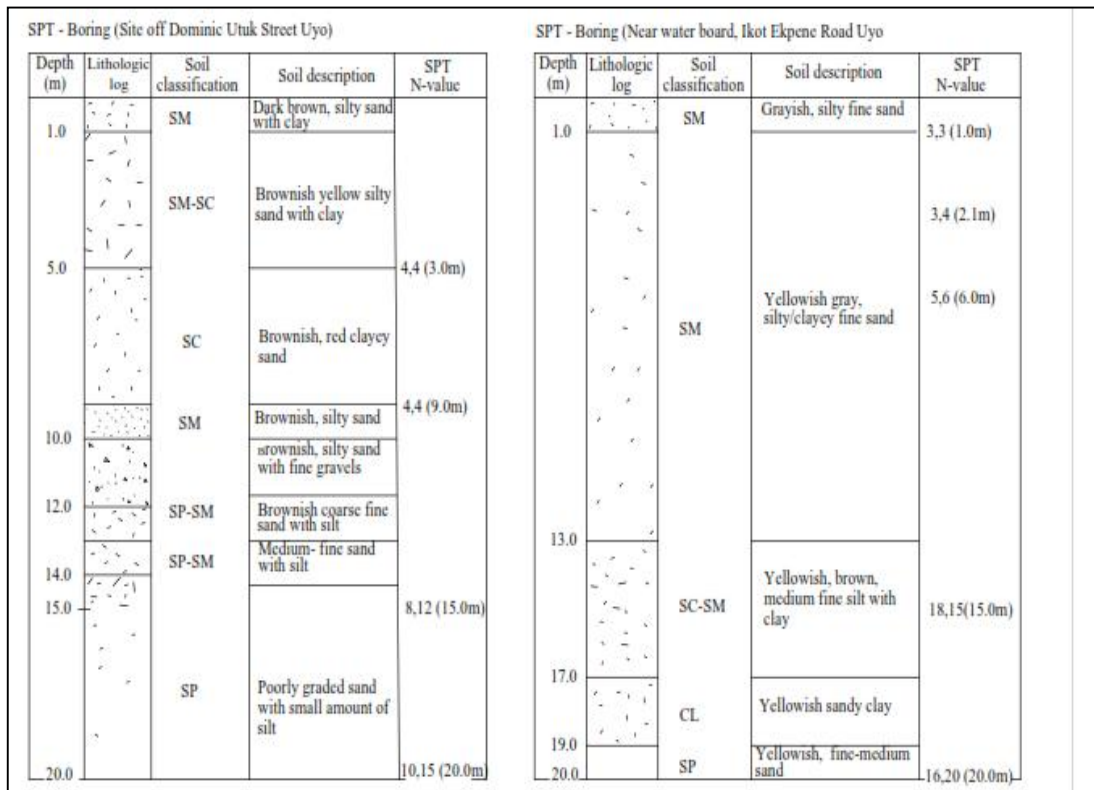 SPT - Boring (Site off Dominic Utuk Street Uyo)
Depth (m) Lithologic log Soil classification Soil description SPT N-value
SM Dark brown, silty sand
with clay
1.0
SM-SC Brownish yellow silty
sand with clay
5.0 4,4 (3.0m)
SC Brownish, red clayey
sand
4,4 (9.0m)
SM Brownish, silty sand
10.0
Brownish, silty sand
with fine gravels
12.0 SP-SM Brownish coarse fine
sand with silt
SP-SM Medium- fine sand
with silt
14.0
15.0 8,12 (15.0m)
SP Poorly graded sand
with small amount of
silt
20.0 10,15 (20.0m)
SPT - Boring (Near water board, Ikot Ekpene Road Uyo
Depth (m) Lithologic log Soil classification Soil description SPT N-value
SM Grayish, silty fine sand
1.0 3,3 (1.0m)
3,4 (2.1m)
5,6 (6.0m)
SM Yellowish gray,
silty/clayey fine sand
13.0
SC-SM Yellowish, brown,
medium fine silt with
clay
18,15(15.0m)
17.0
CL Yellowish sandy clay
19.0
SP Yellowish, fine-medium
sand
20.0 16,20 (20.0m)